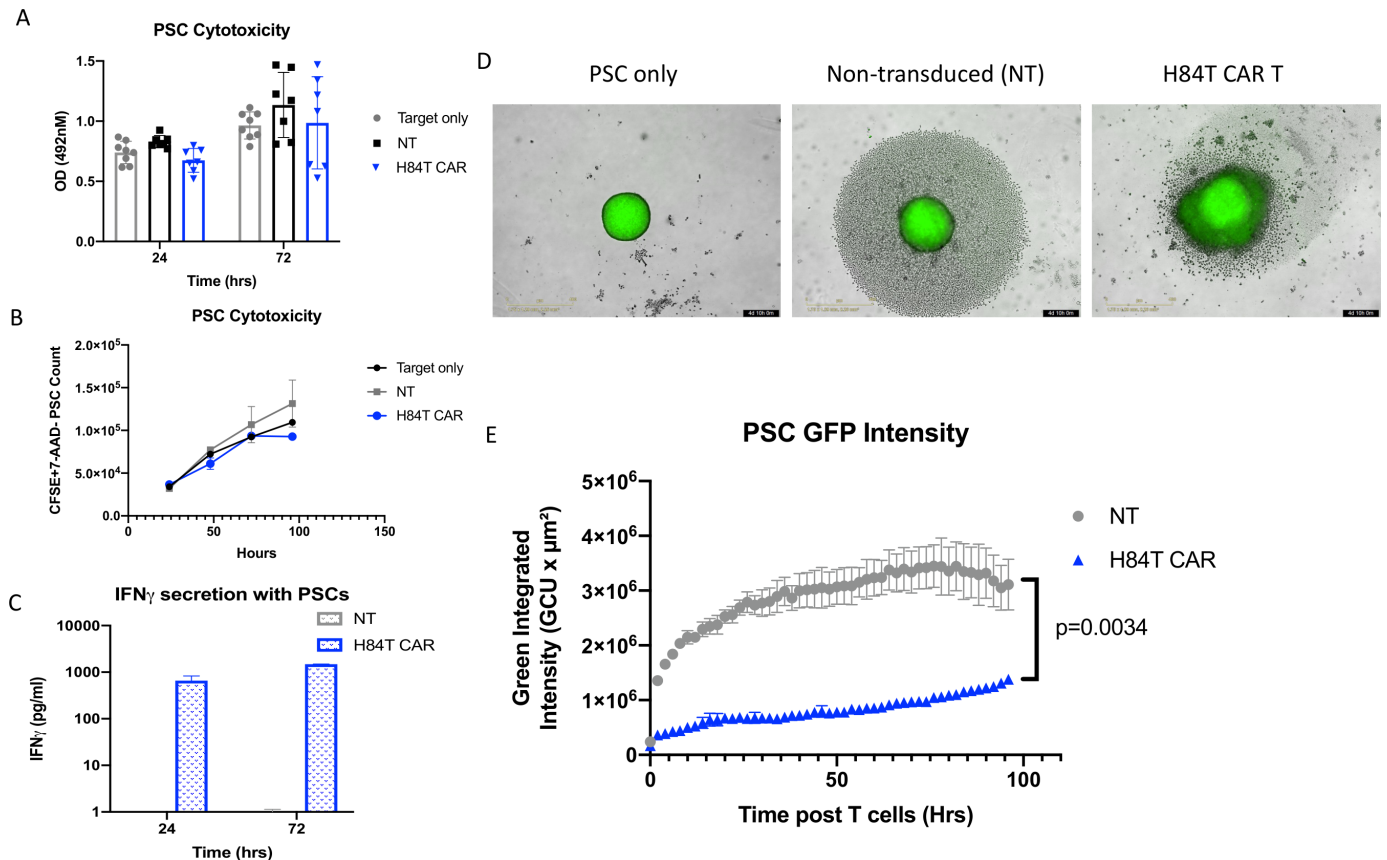 A
PSC Cytotoxicity
1.5
1.0
0.5
0.0
OD (492nM)
24
72
Time (hrs)
Target only
NT
H84T CAR
B
PSC Cytotoxicity
2.0×10⁵
1.5×10⁵
1.0×10⁵
5.0×10⁴
0.0
CFSE+7-AAD- PSC Count
0
50
100
150
Hours
Target only
NT
H84T CAR
C
IFNγ secretion with PSCs
NT
H84T CAR
10000
1000
100
10
1
IFNγ (pg/ml)
24
72
Time (hrs)
D
PSC only
Non-transduced (NT)
H84T CAR T
4d 10h 0m
4d 10h 0m
4d 10h 0m
E
PSC GFP Intensity
5×10⁶
4×10⁶
3×10⁶
2×10⁶
1×10⁶
0
Green Integrated
Intensity (GCU x µm²)
0
50
100
Time post T cells (Hrs)
NT
H84T CAR
p=0.0034